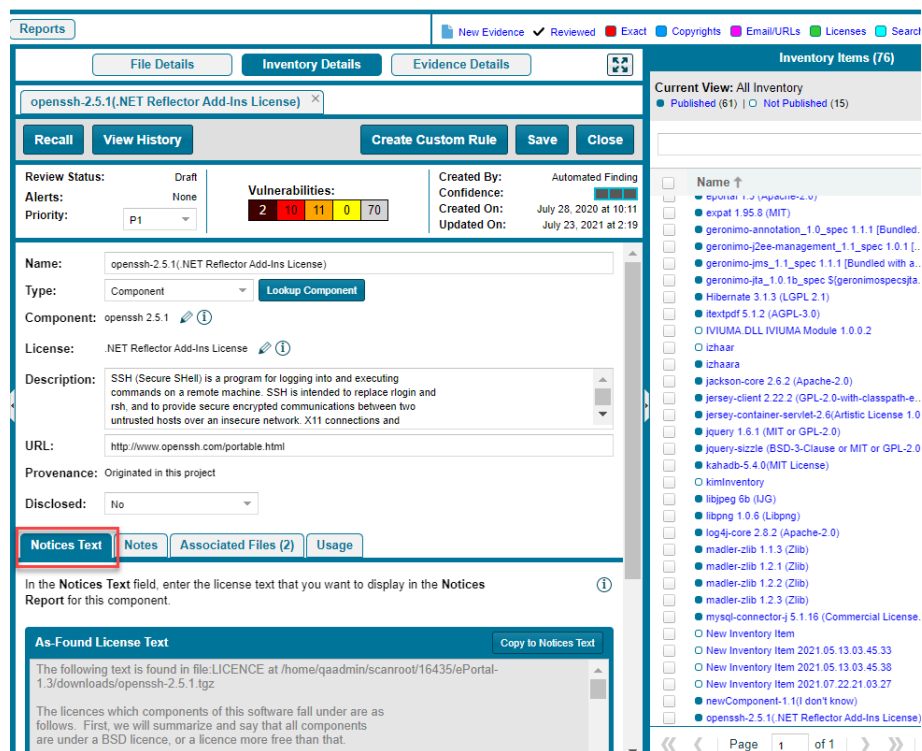 Reports
New Evidence Reviewed Exact Copyrights Email/URLs Licenses Search
File Details Inventory Details Evidence Details
openssh-2.5.1(.NET Reflector Add-Ins License) ×
Recall View History Create Custom Rule Save Close
Review Status: Draft
Alerts: None
Priority: P1
Vulnerabilities:
2 10 11 0 70
Created By: Automated Finding
Confidence:
Created On: July 28, 2020 at 10:11
Updated On: July 23, 2021 at 2:19
Name: openssh-2.5.1(.NET Reflector Add-Ins License)
Type: Component Lookup Component
Component: openssh 2.5.1
License: .NET Reflector Add-Ins License
Description: SSH (Secure SHell) is a program for logging into and executing
commands on a remote machine. SSH is intended to replace rlogin and
rsh, and to provide secure encrypted communications between two
untrusted hosts over an insecure network. X11 connections and
URL: http://www.openssh.com/portable.html
Provenance: Originated in this project
Disclosed: No
Notices Text Notes Associated Files (2) Usage
In the Notices Text field, enter the license text that you want to display in the Notices
Report for this component.
As-Found License Text Copy to Notices Text
The following text is found in file:LICENCE at /home/qaadmin/scanroot/16435/ePortal-
1.3/downloads/openssh-2.5.1.tgz
The licences which components of this software fall under are as
follows. First, we will summarize and say that all components
are under a BSD licence, or a licence more free than that.
Inventory Items (76)
Current View: All Inventory
Published (61) | Not Published (15)
Name
eportal 1.3 (Apache-2.0)
expat 1.95.8 (MIT)
geronimo-annotation_1.0_spec 1.1.1 [Bundled...
geronimo-j2ee-management_1.1_spec 1.0.1 [...
geronimo-jms_1.1_spec 1.1.1 [Bundled with a...
geronimo-jta_1.0.1b_spec ${geronimospecsjta...
Hibernate 3.1.3 (LGPL 2.1)
itextpdf 5.1.2 (AGPL-3.0)
IVIUMA.DLL IVIUMA Module 1.0.0.2
izhaar
izhaara
jackson-core 2.6.2 (Apache-2.0)
jersey-client 2.22.2 (GPL-2.0-with-classpath-e...
jersey-container-servlet-2.6(Artistic License 1.0
jquery 1.6.1 (MIT or GPL-2.0)
jquery-sizzle (BSD-3-Clause or MIT or GPL-2.0
kahadb-5.4.0(MIT License)
kimInventory
libjpeg 6b (IJG)
libpng 1.0.6 (Libpng)
log4j-core 2.8.2 (Apache-2.0)
madler-zlib 1.1.3 (Zlib)
madler-zlib 1.2.1 (Zlib)
madler-zlib 1.2.2 (Zlib)
madler-zlib 1.2.3 (Zlib)
mysql-connector-j 5.1.16 (Commercial License...
New Inventory Item
New Inventory Item 2021.05.13.03.45.33
New Inventory Item 2021.05.13.03.45.38
New Inventory Item 2021.07.22.21.03.27
newComponent-1.1(I don't know)
openssh-2.5.1(.NET Reflector Add-Ins License)
Page 1 of 1